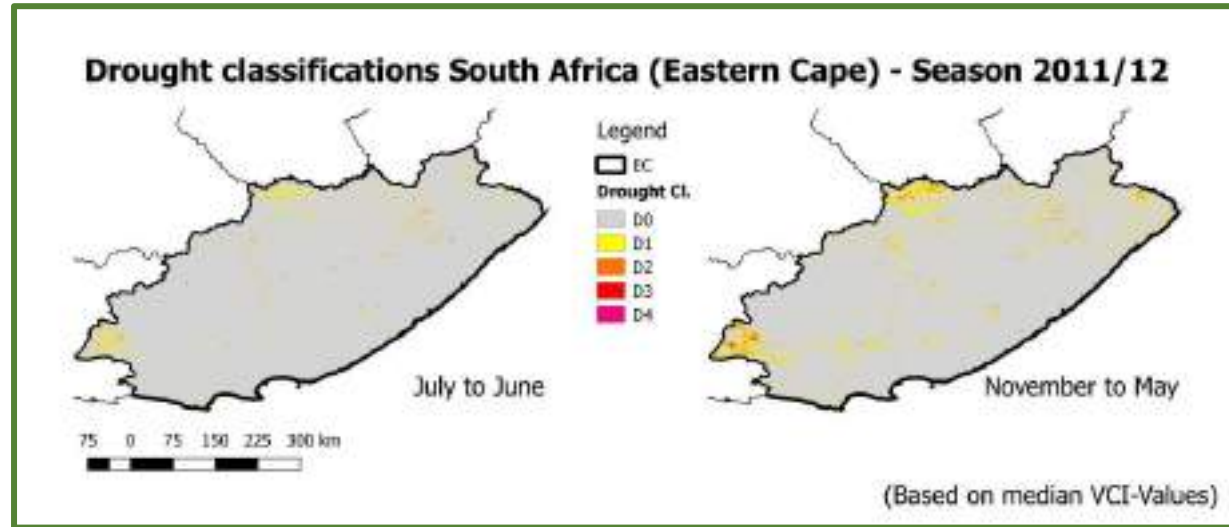 Drought classifications South Africa (Eastern Cape) - Season 2011/12
Legend
EC
Drought Cl.
D0
D1
D2
D3
D4
July to June
November to May
75 0 75 150 225 300 km
(Based on median VCI-Values)